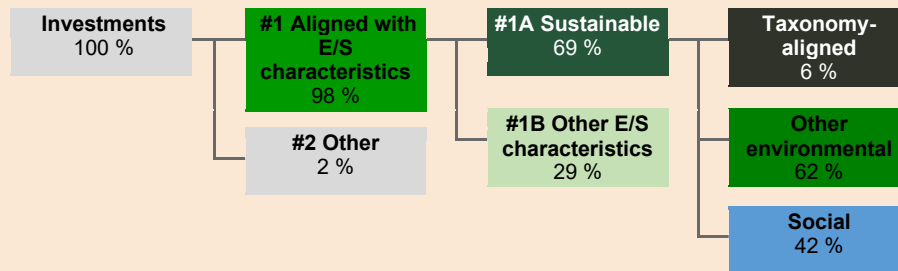 Investments
100 %
#1 Aligned with
E/S
characteristics
98 %
#2 Other
2 %
#1A Sustainable
69 %
#1B Other E/S
characteristics
29 %
Taxonomy-
aligned
6 %
Other
environmental
62 %
Social
42 %